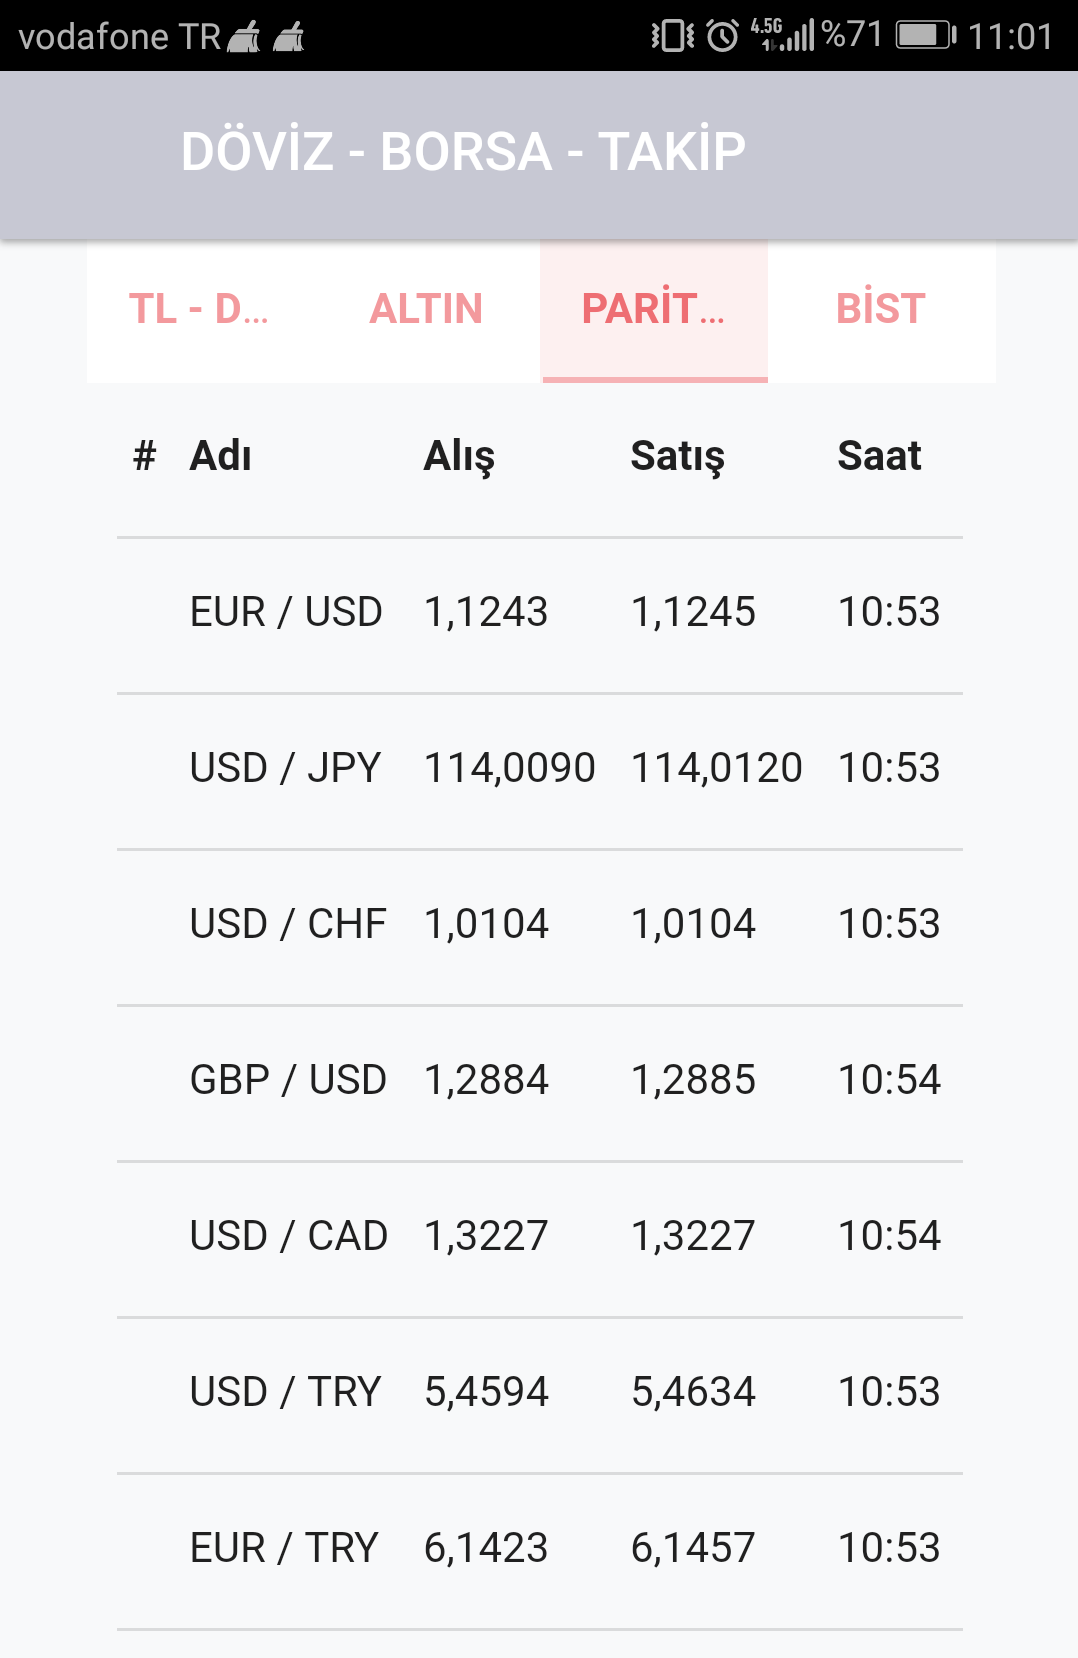 vodafone TR 4.5G %71 11:01
DÖVİZ - BORSA - TAKİP
TL - D... ALTIN PARİT... BİST
# Adı Alış Satış Saat
EUR / USD 1,1243 1,1245 10:53
USD / JPY 114,0090 114,0120 10:53
USD / CHF 1,0104 1,0104 10:53
GBP / USD 1,2884 1,2885 10:54
USD / CAD 1,3227 1,3227 10:54
USD / TRY 5,4594 5,4634 10:53
EUR / TRY 6,1423 6,1457 10:53